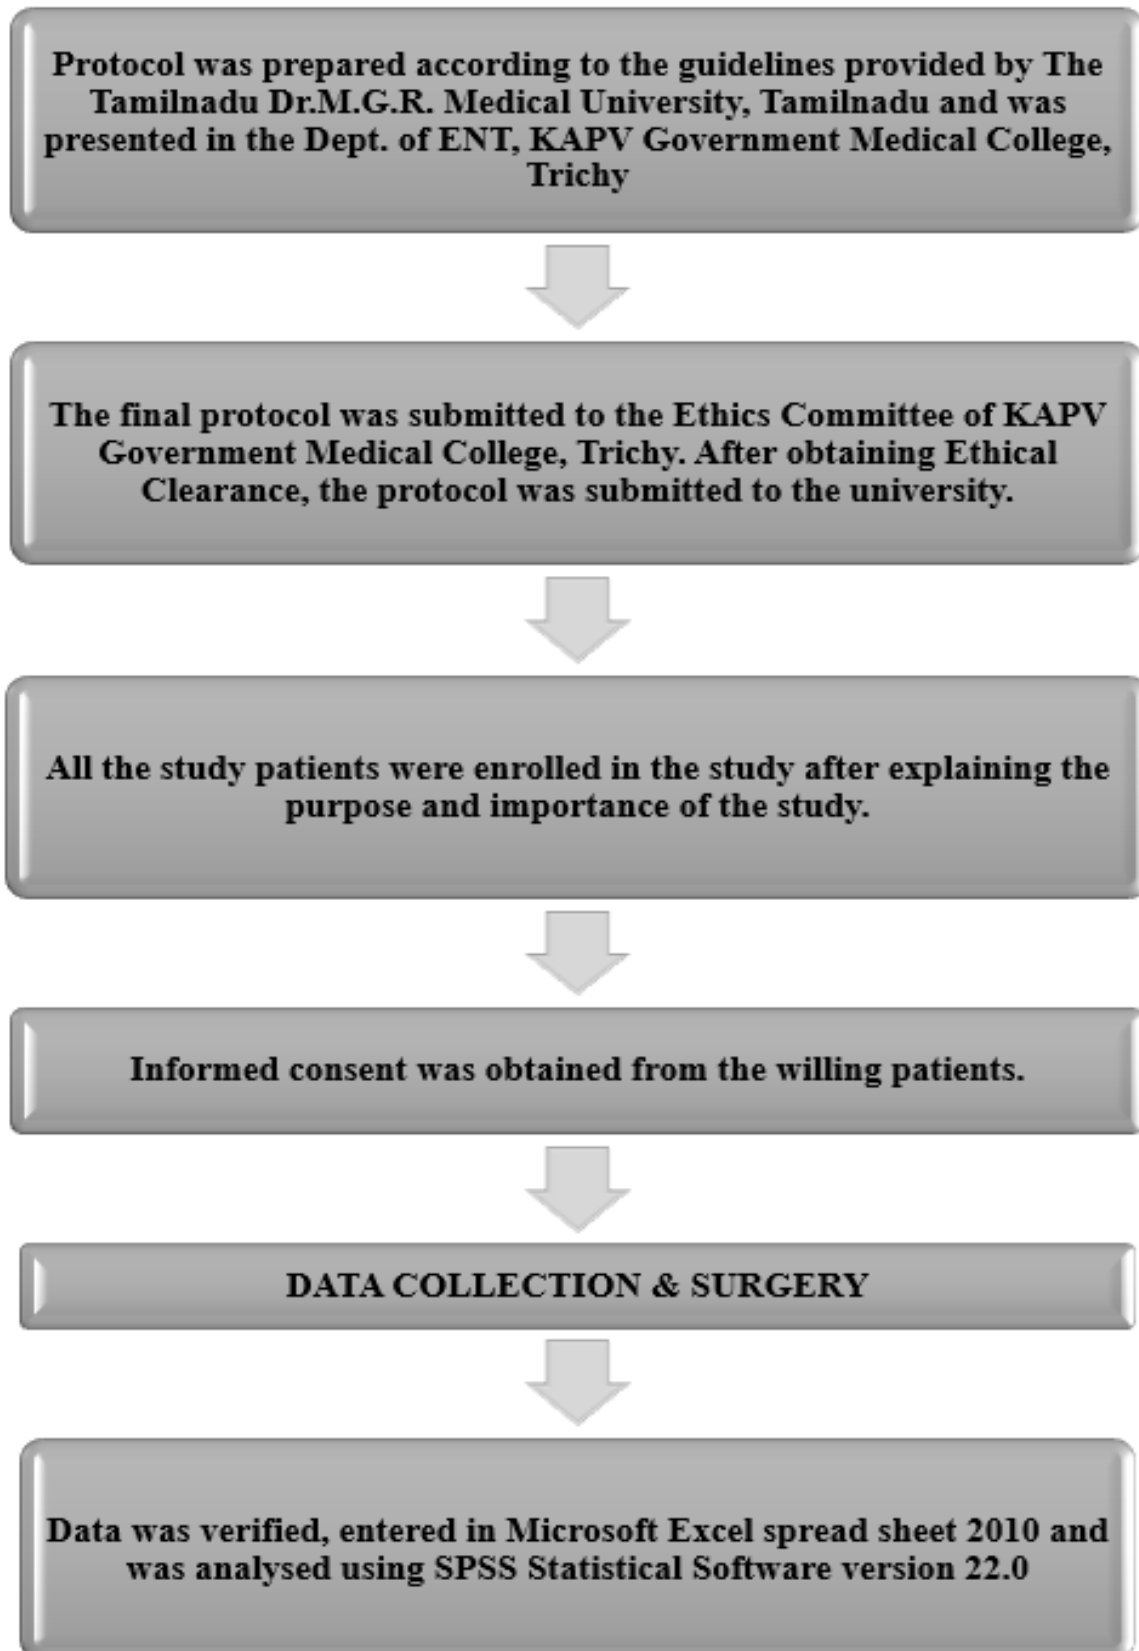 Protocol was prepared according to the guidelines provided by The
Tamilnadu Dr.M.G.R. Medical University, Tamilnadu and was
presented in the Dept. of ENT, KAPV Government Medical College,
Trichy
The final protocol was submitted to the Ethics Committee of KAPV
Government Medical College, Trichy. After obtaining Ethical
Clearance, the protocol was submitted to the university.
All the study patients were enrolled in the study after explaining the
purpose and importance of the study.
Informed consent was obtained from the willing patients.
DATA COLLECTION & SURGERY
Data was verified, entered in Microsoft Excel spread sheet 2010 and
was analysed using SPSS Statistical Software version 22.0